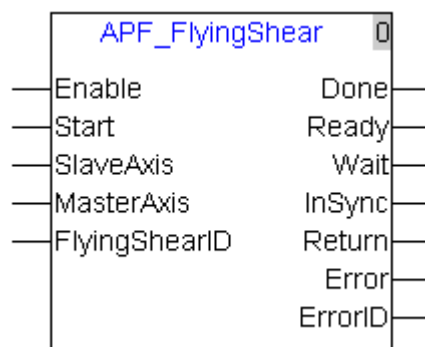 APF_FlyingShear 0
Enable Done
Start Ready
SlaveAxis Wait
MasterAxis InSync
FlyingShearID Return
Error
ErrorID